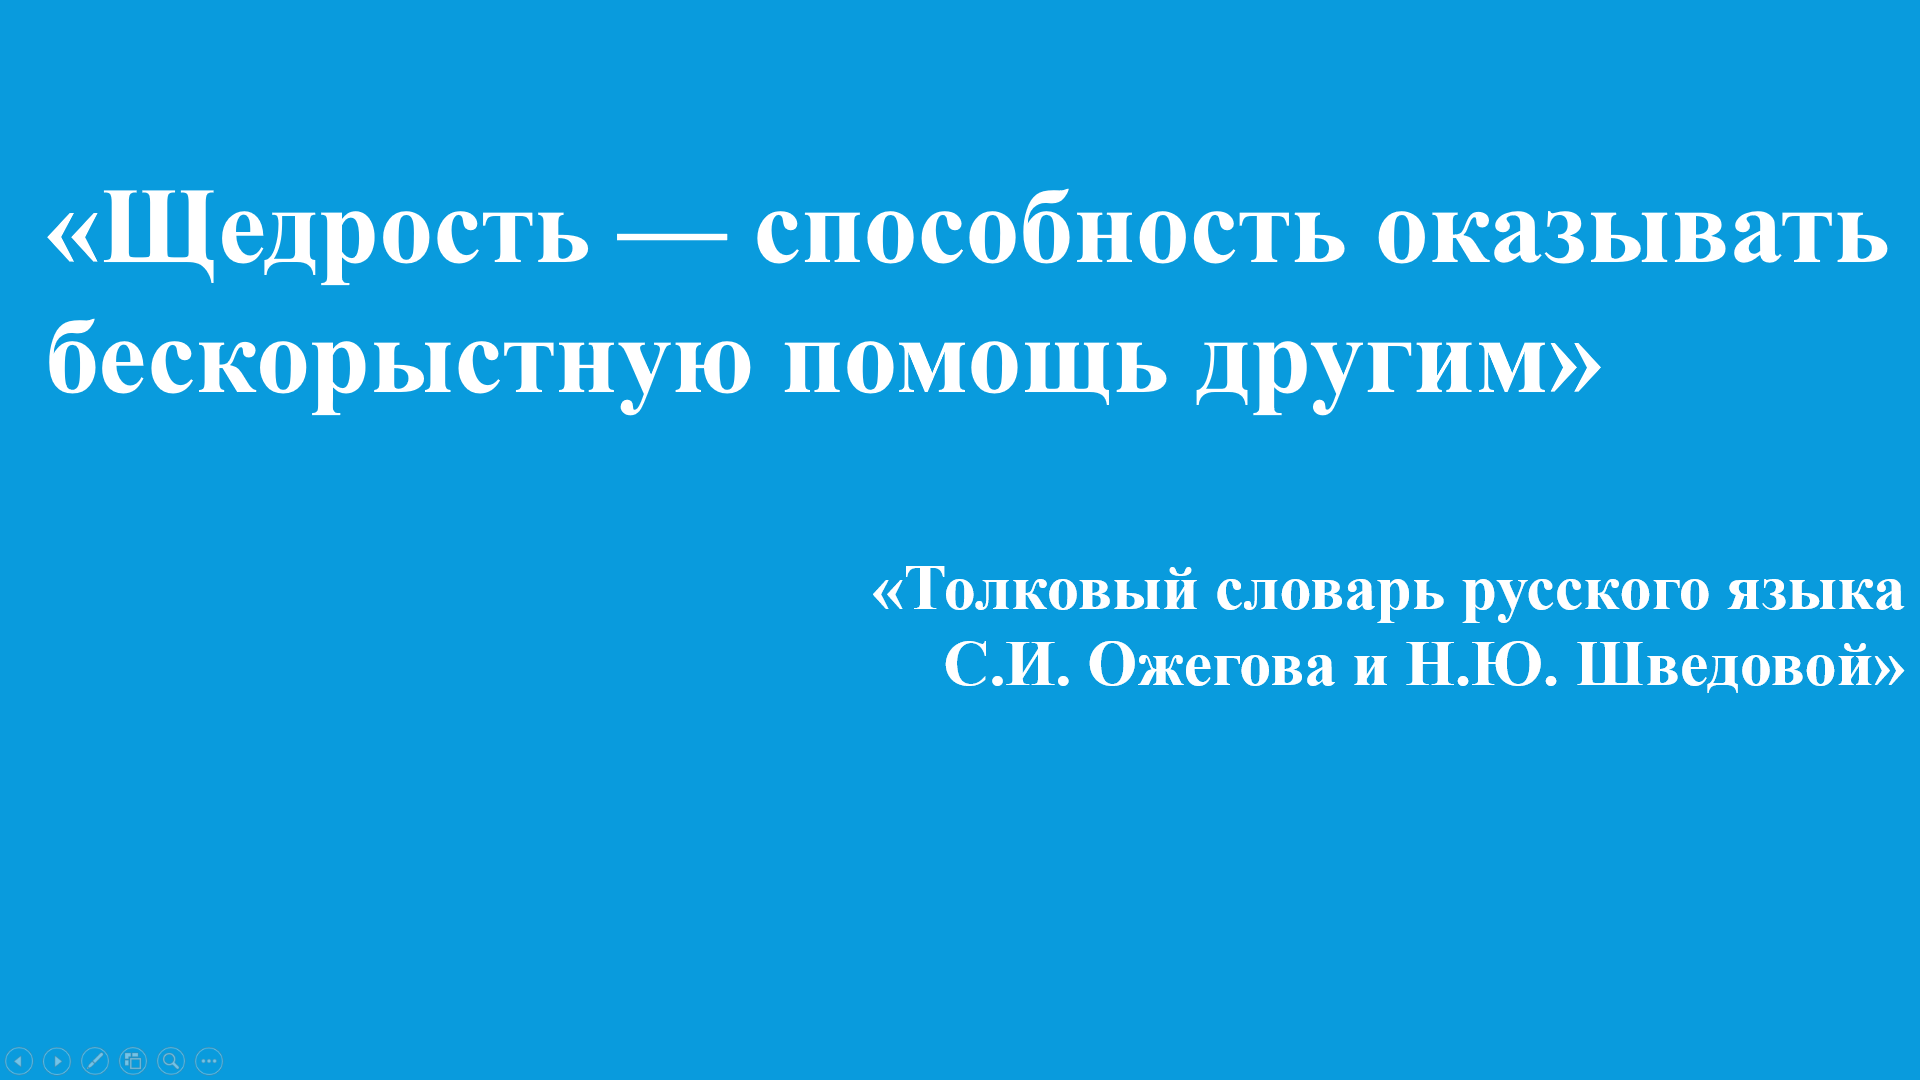 «Щедрость — способность оказывать
бескорыстную помощь другим»
«Толковый словарь русского языка
С.И. Ожегова и Н.Ю. Шведовой»